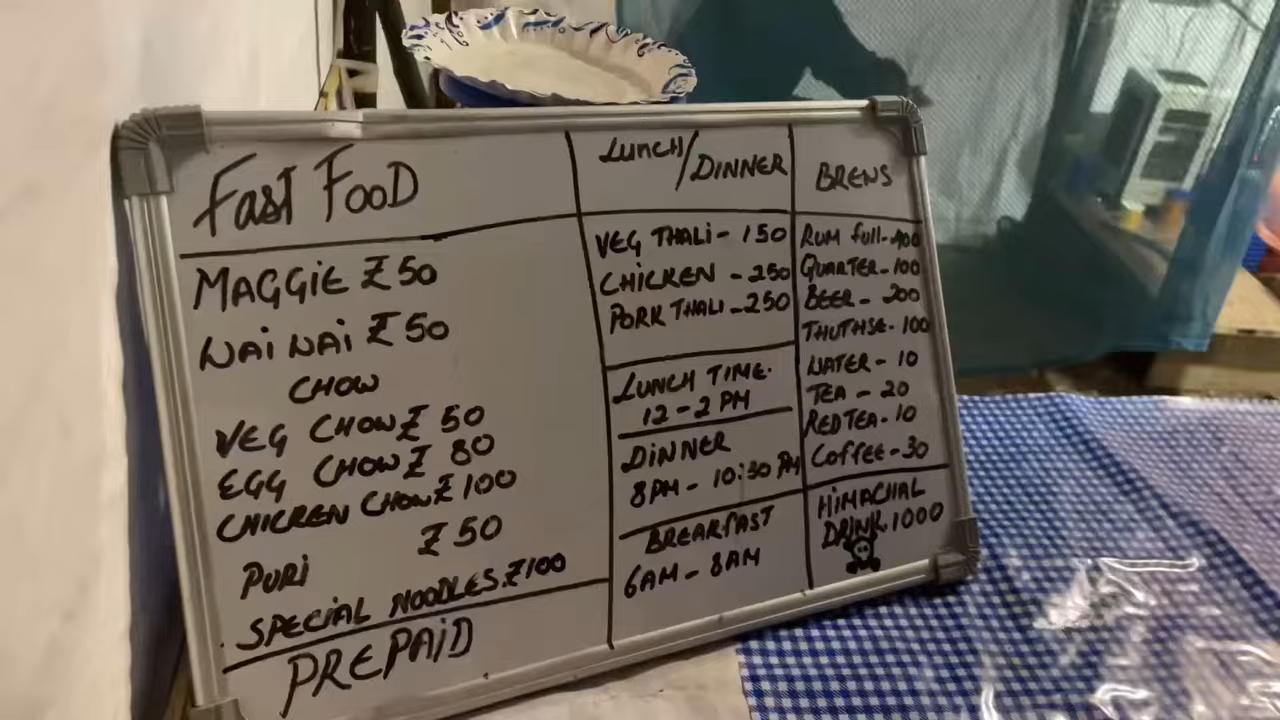 FAST FOOD
MAGGIE ₹ 50
WAI WAI ₹ 50
CHOW
VEG CHOW ₹ 50
EGG CHOW ₹ 80
CHICKEN CHOW ₹ 100
PURI ₹ 50
SPECIAL NOODLES. ₹100
PREPAID
LUNCH/DINNER
VEG THALI - 150
CHICKEN - 250
PORK THALI - 250
LUNCH TIME.
12 - 2 PM
DINNER
8PM - 10:30 PM
BREAKFAST
6AM - 8AM
BRENS
RUM full -
QUARTER - 100
BEER - 200
THUTHSE - 100
WATER - 10
TEA - 20
RED TEA - 10
Coffee - 30
HIMACHAL
DRINK. 1000